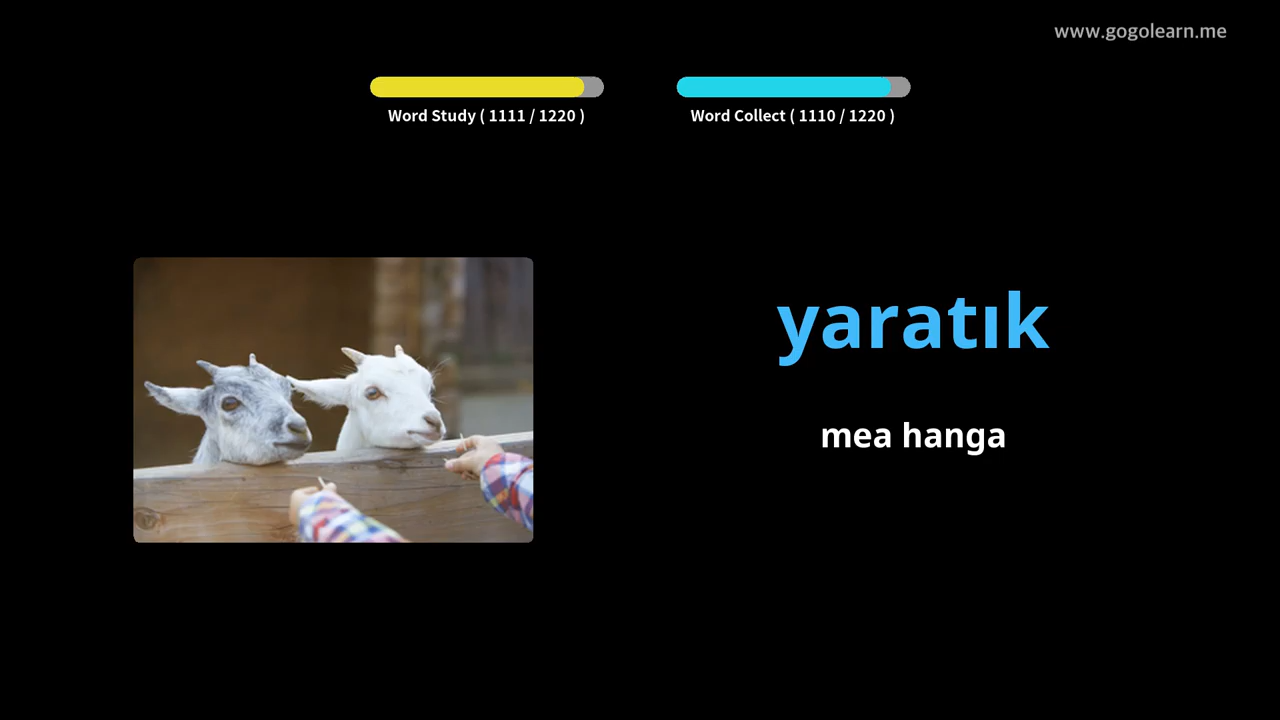 www.gogolearn.me
Word Study ( 1111 / 1220 )
Word Collect ( 1110 / 1220 )
yaratık
mea hanga